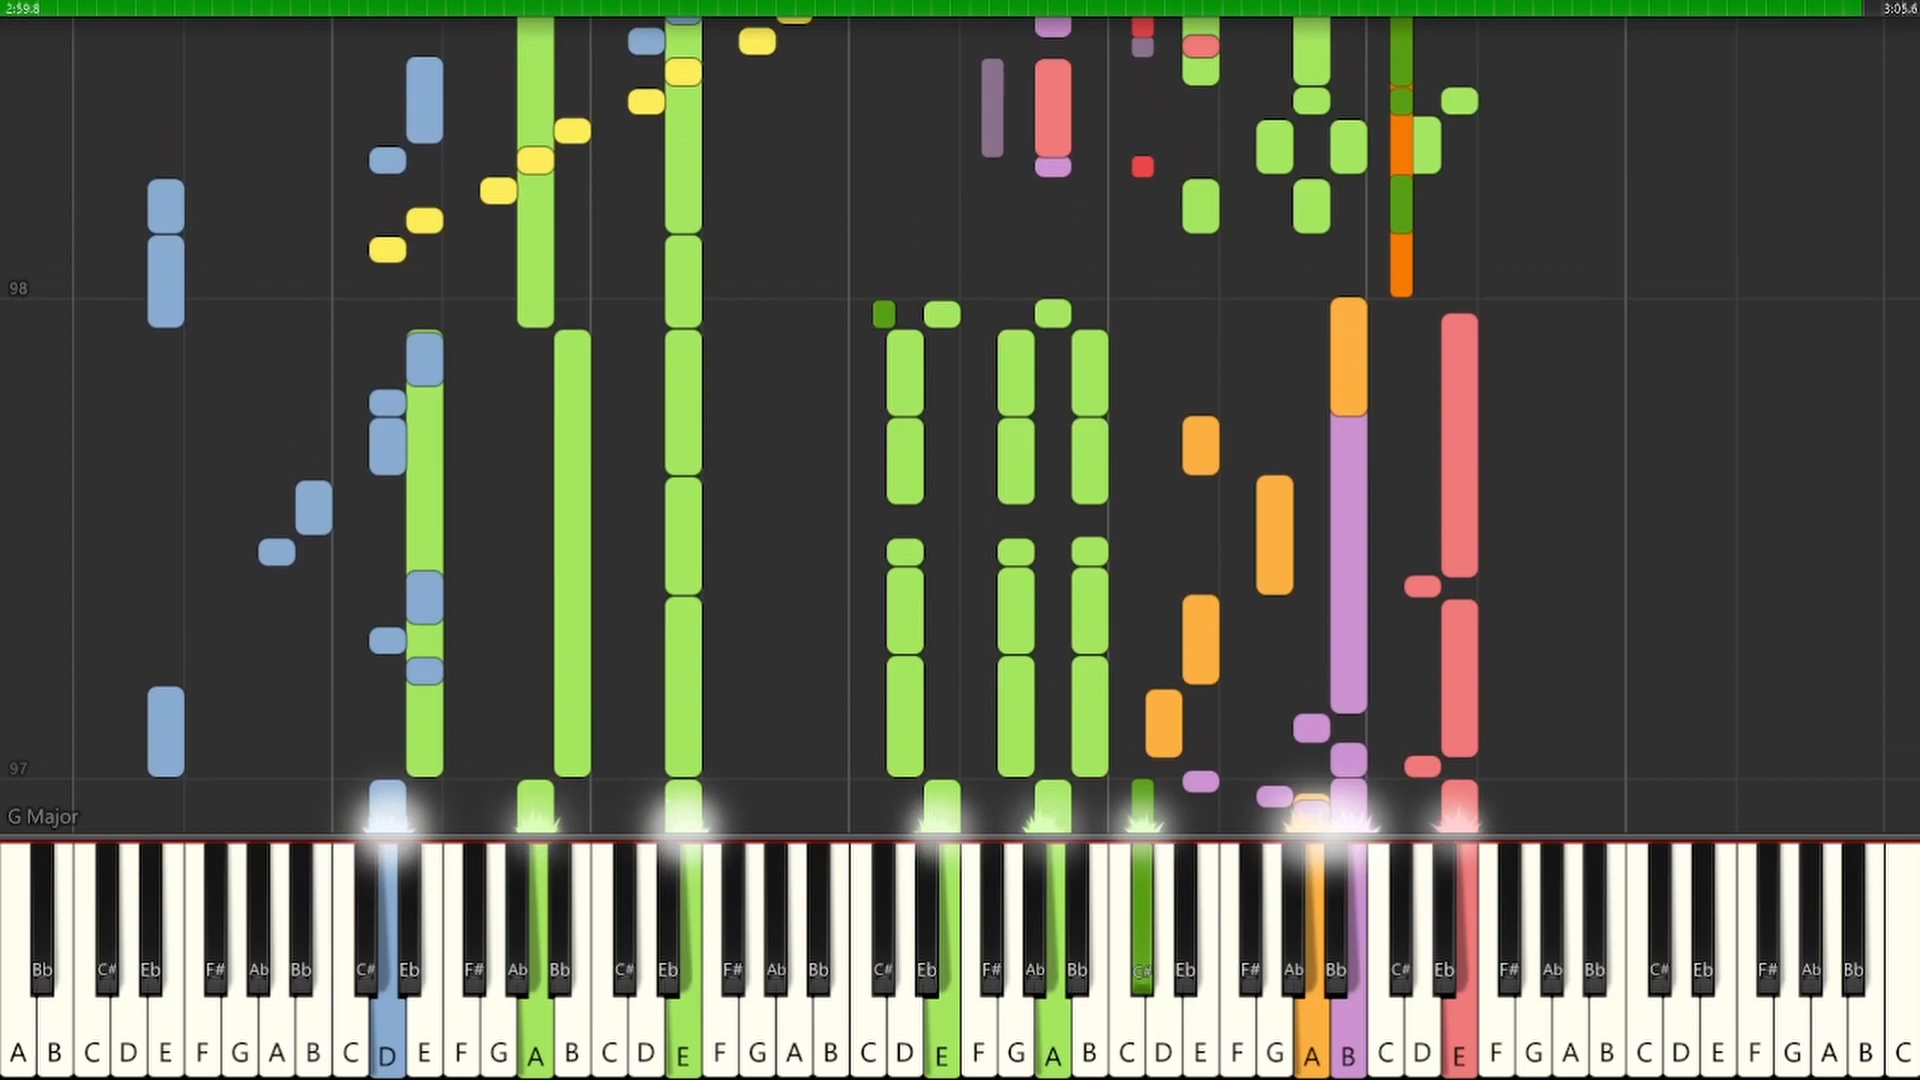 2:59.8 3:05.6
98
97
G Major
Bb C# Eb F# Ab Bb C# Eb F# Ab Bb C# Eb F# Ab Bb C# Eb F# Ab Bb C# Eb F# Ab Bb C# Eb F# Ab Bb C# Eb F# Ab Bb
A B C D E F G A B C D E F G A B C D E F G A B C D E F G A B C D E F G A B C D E F G A B C D E F G A B C